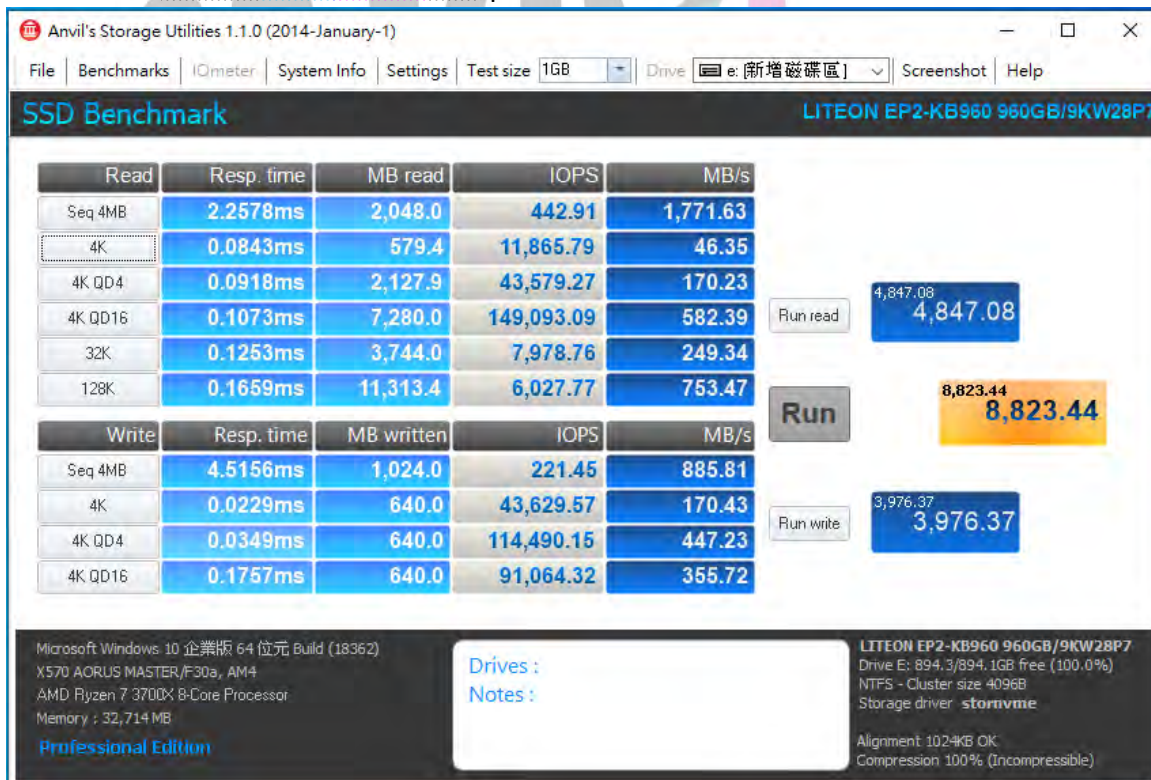 Anvil's Storage Utilities 1.1.0 (2014-January-1)
File Benchmarks IOmeter System Info Settings Test size 1GB Drive e: [新增磁碟區] Screenshot Help
SSD Benchmark LITEON EP2-KB960 960GB/9KW28P7
Read Resp. time MB read IOPS MB/s
Seq 4MB 2.2578ms 2,048.0 442.91 1,771.63
4K 0.0843ms 579.4 11,865.79 46.35
4K QD4 0.0918ms 2,127.9 43,579.27 170.23
4K QD16 0.1073ms 7,280.0 149,093.09 582.39
32K 0.1253ms 3,744.0 7,978.76 249.34
128K 0.1659ms 11,313.4 6,027.77 753.47
Run read
4,847.08
4,847.08
Run
8,823.44
8,823.44
Write Resp. time MB written IOPS MB/s
Seq 4MB 4.5156ms 1,024.0 221.45 885.81
4K 0.0229ms 640.0 43,629.57 170.43
4K QD4 0.0349ms 640.0 114,490.15 447.23
4K QD16 0.1757ms 640.0 91,064.32 355.72
Run write
3,976.37
3,976.37
Microsoft Windows 10 企業版 64 位元 Build (18362)
X570 AORUS MASTER/F30a, AM4
AMD Ryzen 7 3700X 8-Core Processor
Memory : 32,714 MB
Professional Edition
Drives :
Notes :
LITEON EP2-KB960 960GB/9KW28P7
Drive E: 894.3/894.1GB free (100.0%)
NTFS - Cluster size 4096B
Storage driver stornvme
Alignment 1024KB OK
Compression 100% (Incompressible)